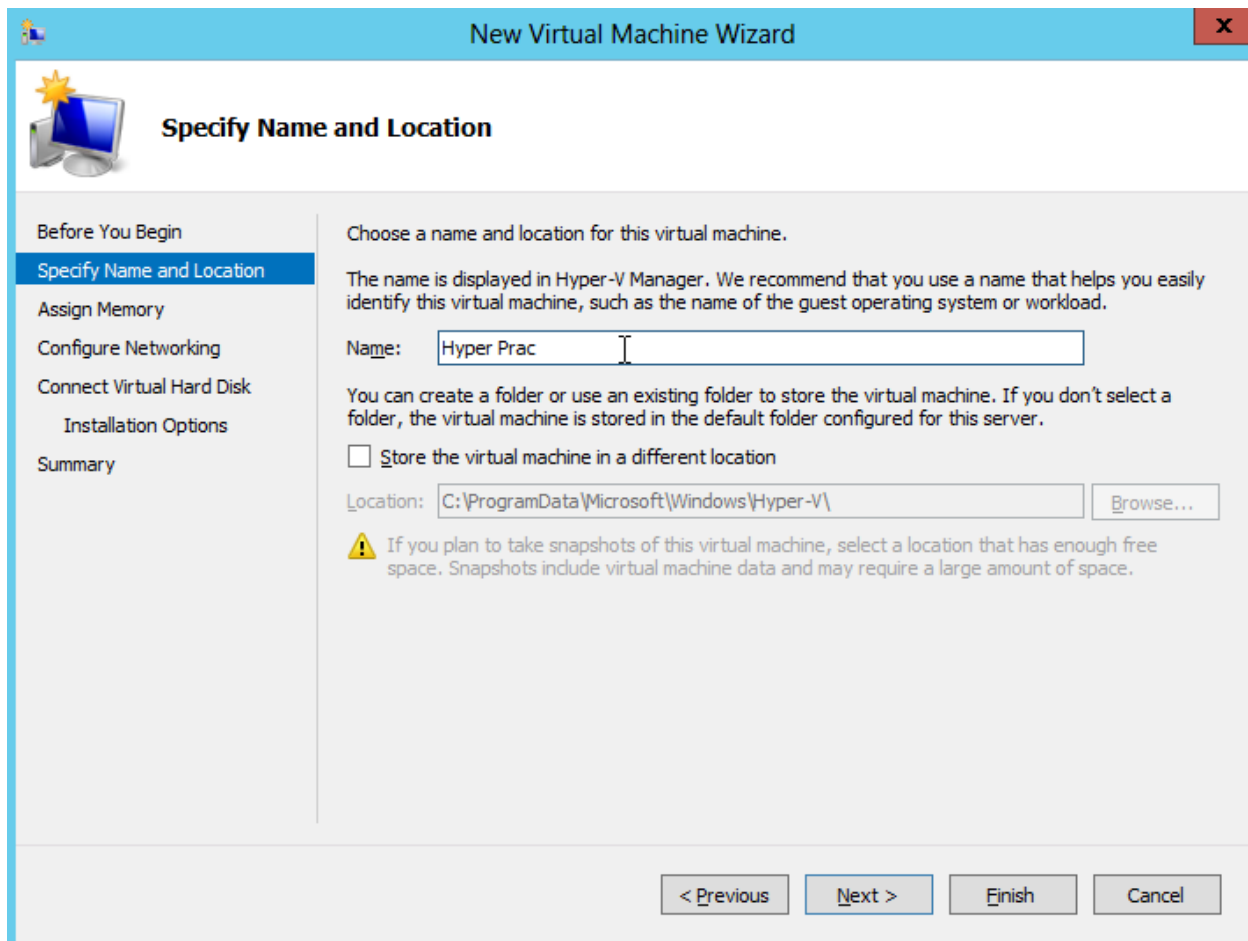 New Virtual Machine Wizard
x
Specify Name and Location
Before You Begin
Specify Name and Location
Assign Memory
Configure Networking
Connect Virtual Hard Disk
Installation Options
Summary
Choose a name and location for this virtual machine.
The name is displayed in Hyper-V Manager. We recommend that you use a name that helps you easily
identify this virtual machine, such as the name of the guest operating system or workload.
Name: Hyper Prac
You can create a folder or use an existing folder to store the virtual machine. If you don't select a
folder, the virtual machine is stored in the default folder configured for this server.
Store the virtual machine in a different location
Location: C:\ProgramData\Microsoft\Windows\Hyper-V\ Browse...
If you plan to take snapshots of this virtual machine, select a location that has enough free
space. Snapshots include virtual machine data and may require a large amount of space.
< Previous Next > Finish Cancel